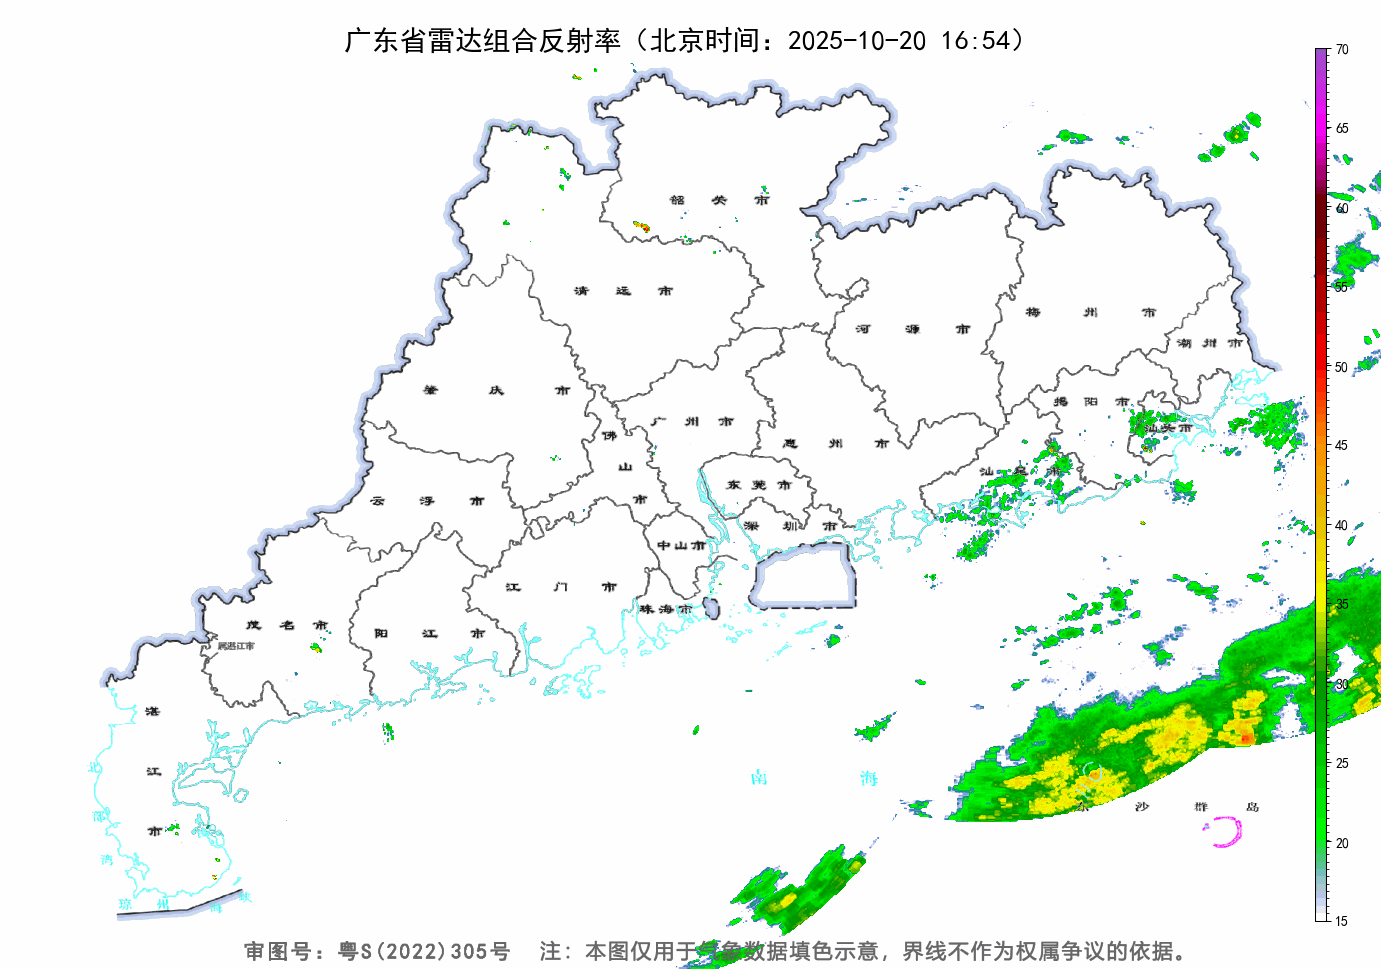 广东省雷达组合反射率（北京时间：2025-10-20 16:54）
70
65
60
55
50
45
40
35
30
25
20
15
韶关市
清远市
河源市
梅州市
潮州市
肇庆市
广州市
佛山市
惠州市
揭阳市
汕头市
汕尾市
东莞市
深圳市
云浮市
中山市
江门市
珠海市
茂名市
属湛江市
阳江市
湛江市
南海
东沙群岛
北部湾
琼州海峡
审图号：粤S(2022)305号 注：本图仅用于气象数据填色示意，界线不作为权属争议的依据。